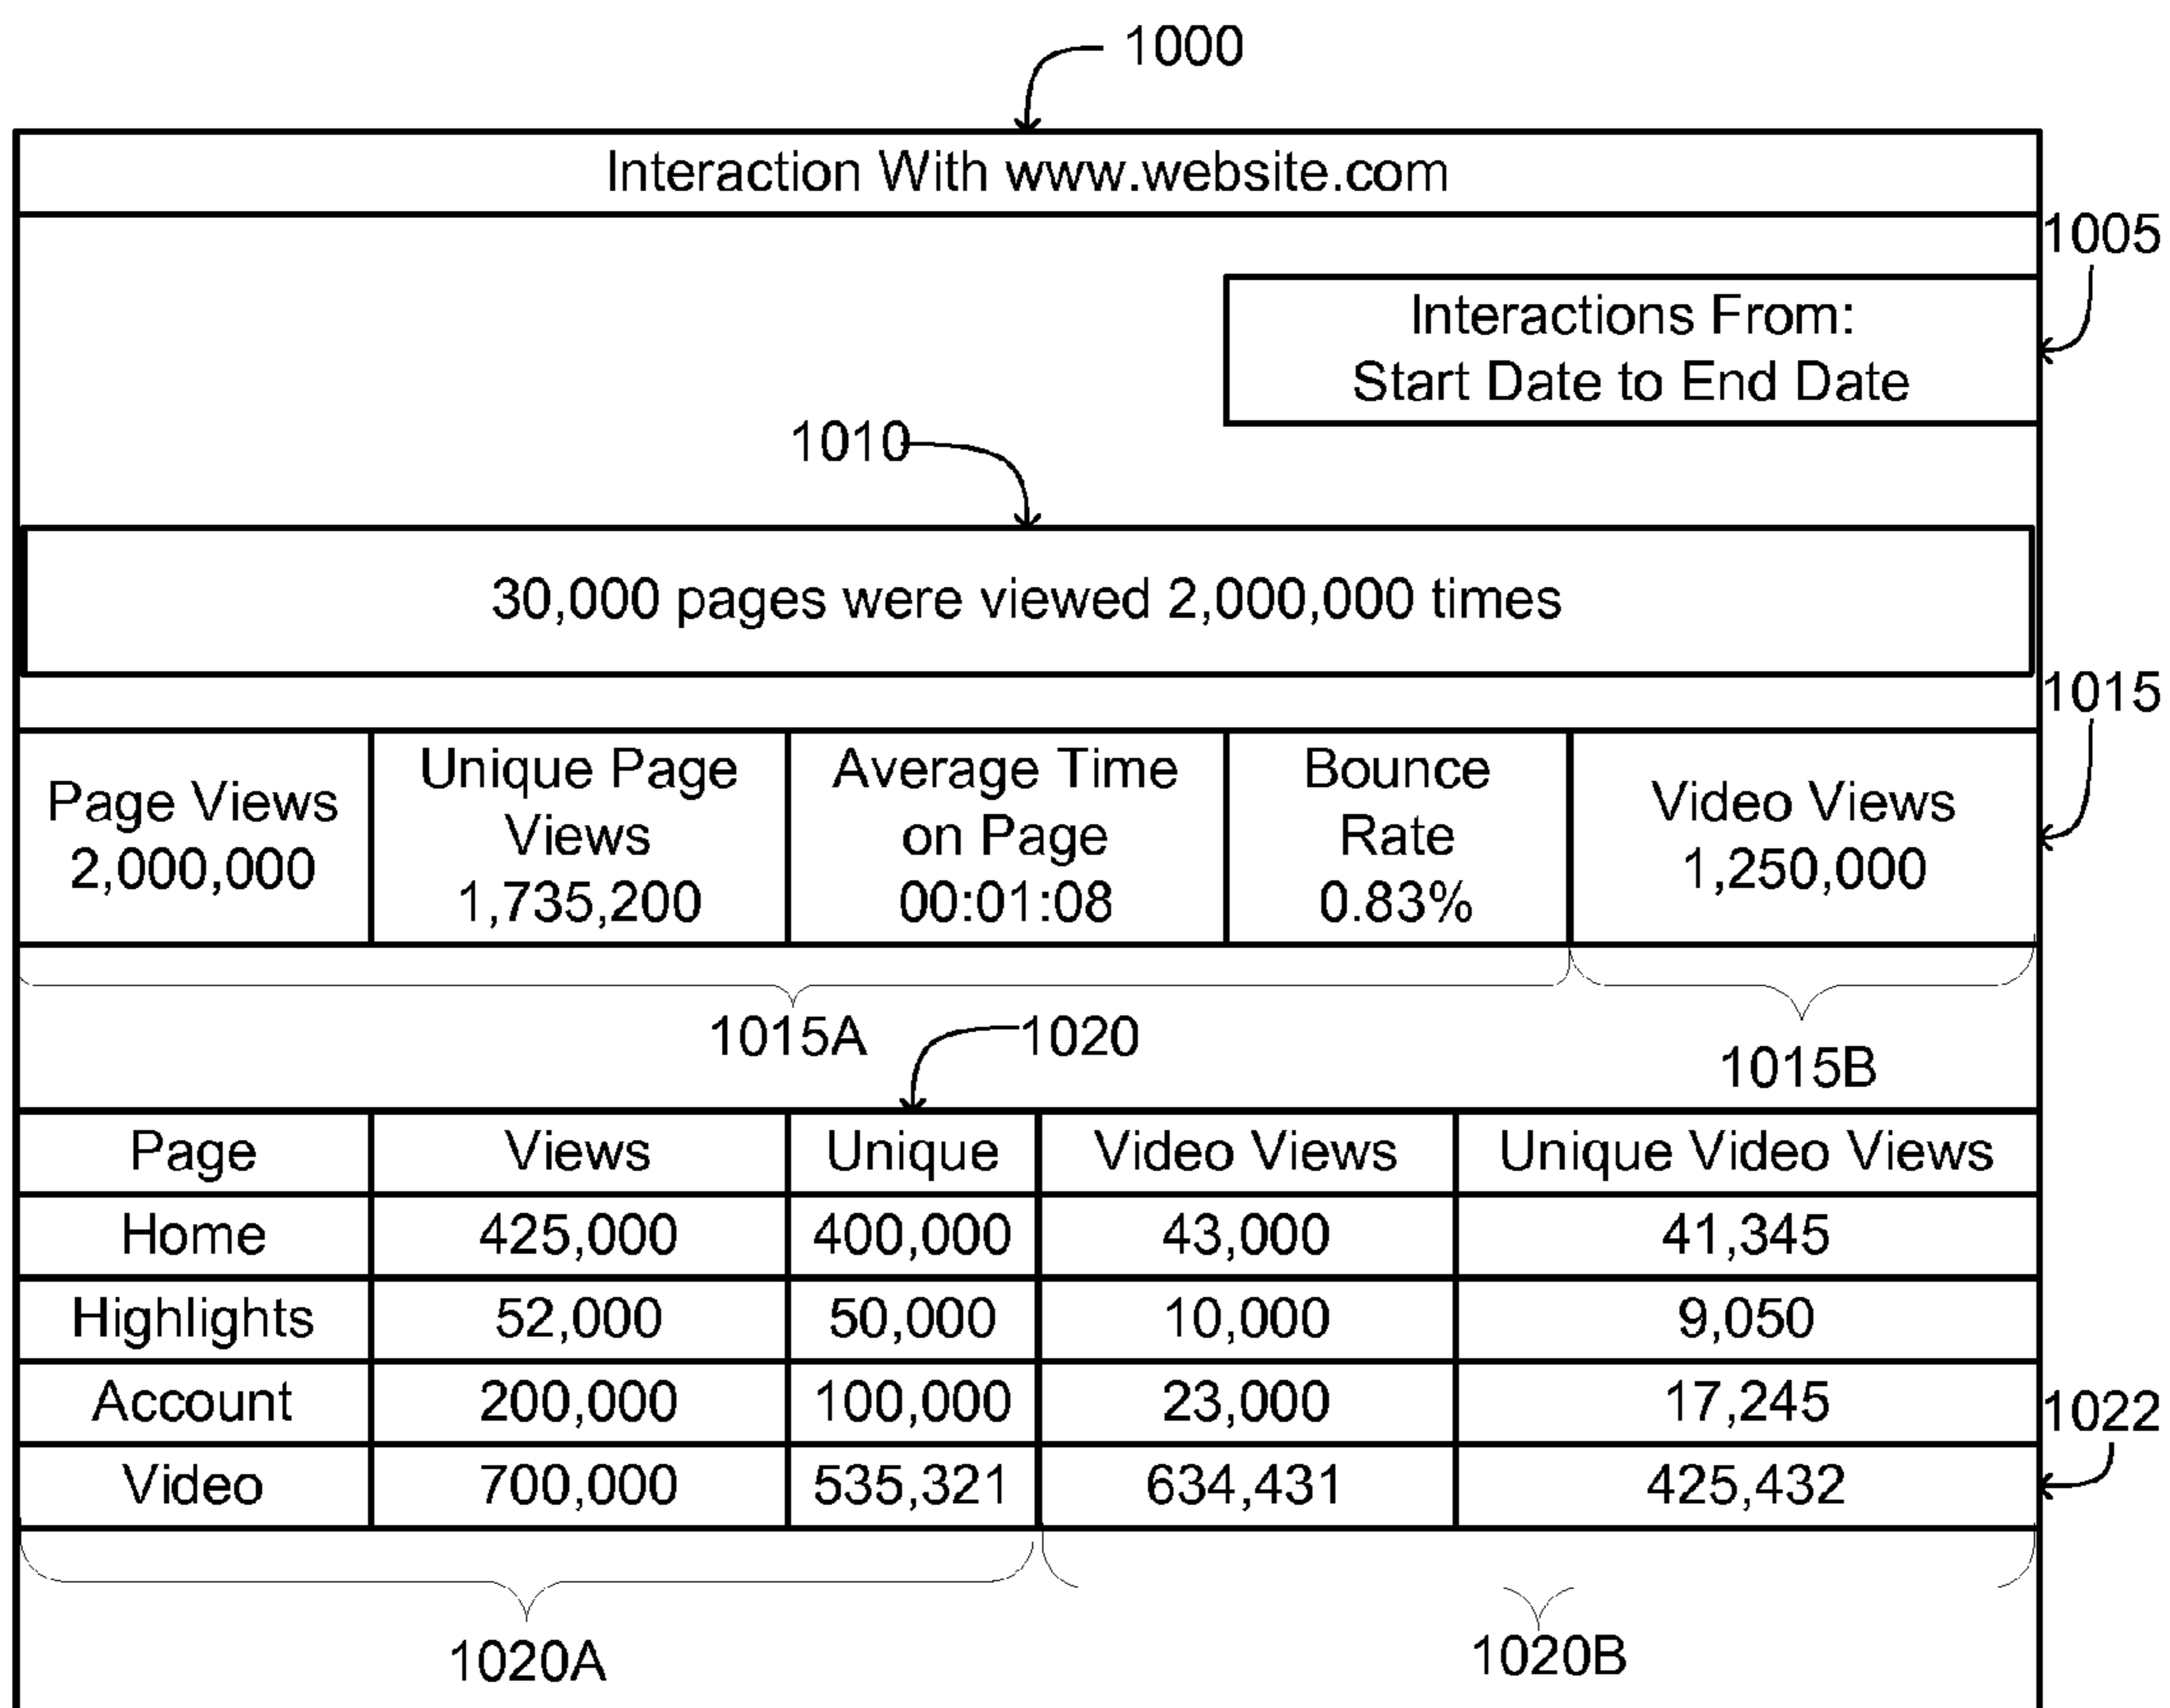 1000
Interaction With www.website.com
1005
Interactions From:
Start Date to End Date
1010
30,000 pages were viewed 2,000,000 times
1015
Page Views
2,000,000
Unique Page
Views
1,735,200
Average Time
on Page
00:01:08
Bounce
Rate
0.83%
Video Views
1,250,000
1015A
1020
1015B
Page Views Unique Video Views Unique Video Views
Home 425,000 400,000 43,000 41,345
Highlights 52,000 50,000 10,000 9,050
Account 200,000 100,000 23,000 17,245
1022
Video 700,000 535,321 634,431 425,432
1020A
1020B